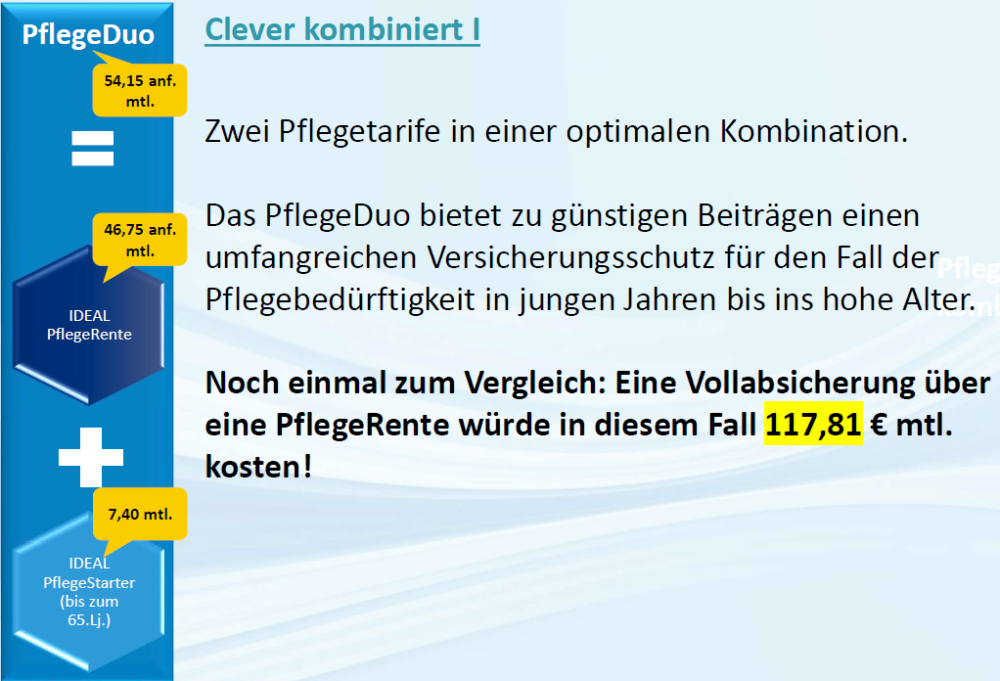 PflegeDuo
54,15 anf.
mtl.
46,75 anf.
mtl.
IDEAL
PflegeRente
7,40 mtl.
IDEAL
PflegeStarter
(bis zum
65.Lj.)
Clever kombiniert I
Zwei Pflegetarife in einer optimalen Kombination.
Das PflegeDuo bietet zu günstigen Beiträgen einen
umfangreichen Versicherungsschutz für den Fall der
Pflegebedürftigkeit in jungen Jahren bis ins hohe Alter.
Noch einmal zum Vergleich: Eine Vollabsicherung über
eine PflegeRente würde in diesem Fall 117,81 € mtl.
kosten!